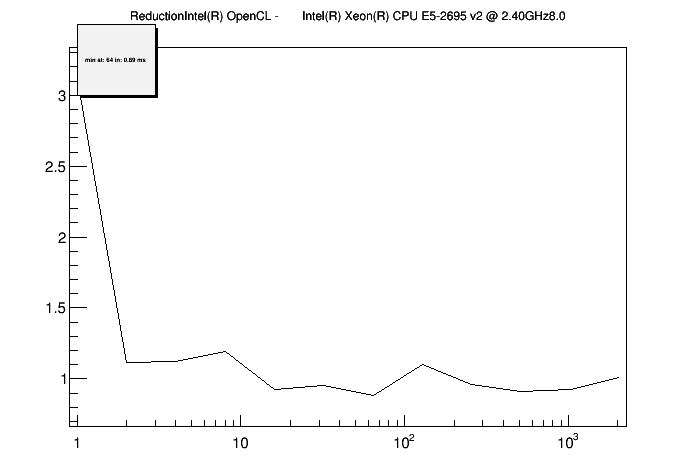 ReductionIntel(R) OpenCL - Intel(R) Xeon(R) CPU E5-2695 v2 @ 2.40GHz8.0
min at: 64 in: 0.89 ms
3
2.5
2
1.5
1
1 10 10² 10³